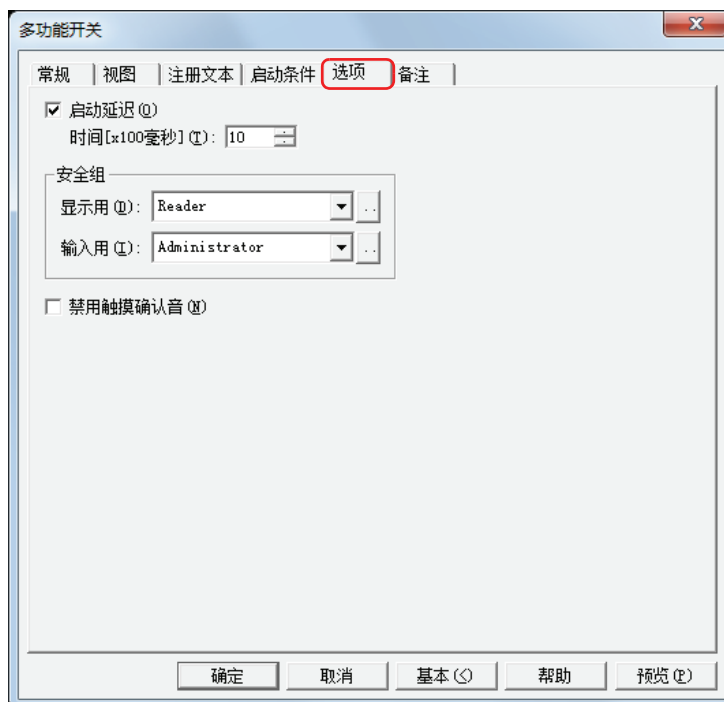 多功能开关
常规 视图 注册文本 启动条件 选项 备注
启动延迟(O)
时间[x100毫秒](T): 10
安全组
显示用(D): Reader ..
输入用(I): Administrator ..
禁用触摸确认音(N)
确定 取消 基本(<) 帮助 预览(P)